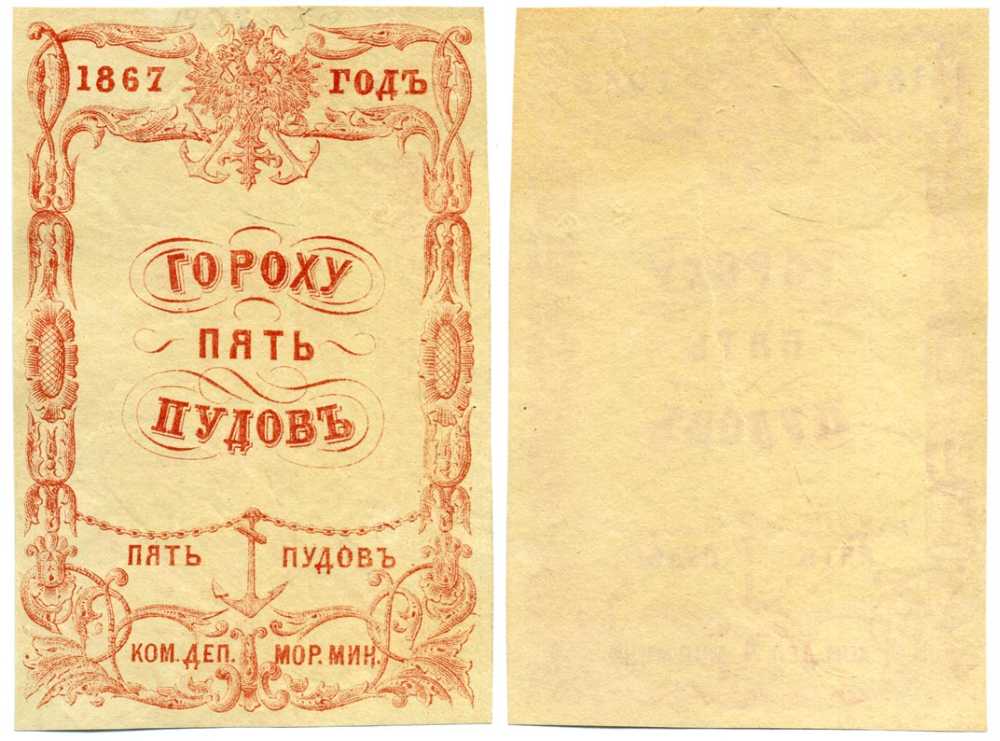 1867 ГОДЪ
ГОРОХУ
ПЯТЬ
ПУДОВЪ
ПЯТЬ ПУДОВЪ
КОМ. ДЕП. МОР. МИН.